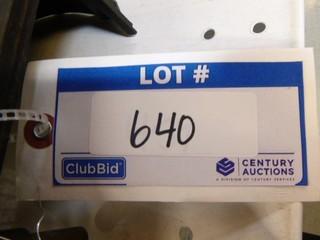 LOT #
640
ClubBid
CENTURY
AUCTIONS
A DIVISION OF CENTURY SERVICES